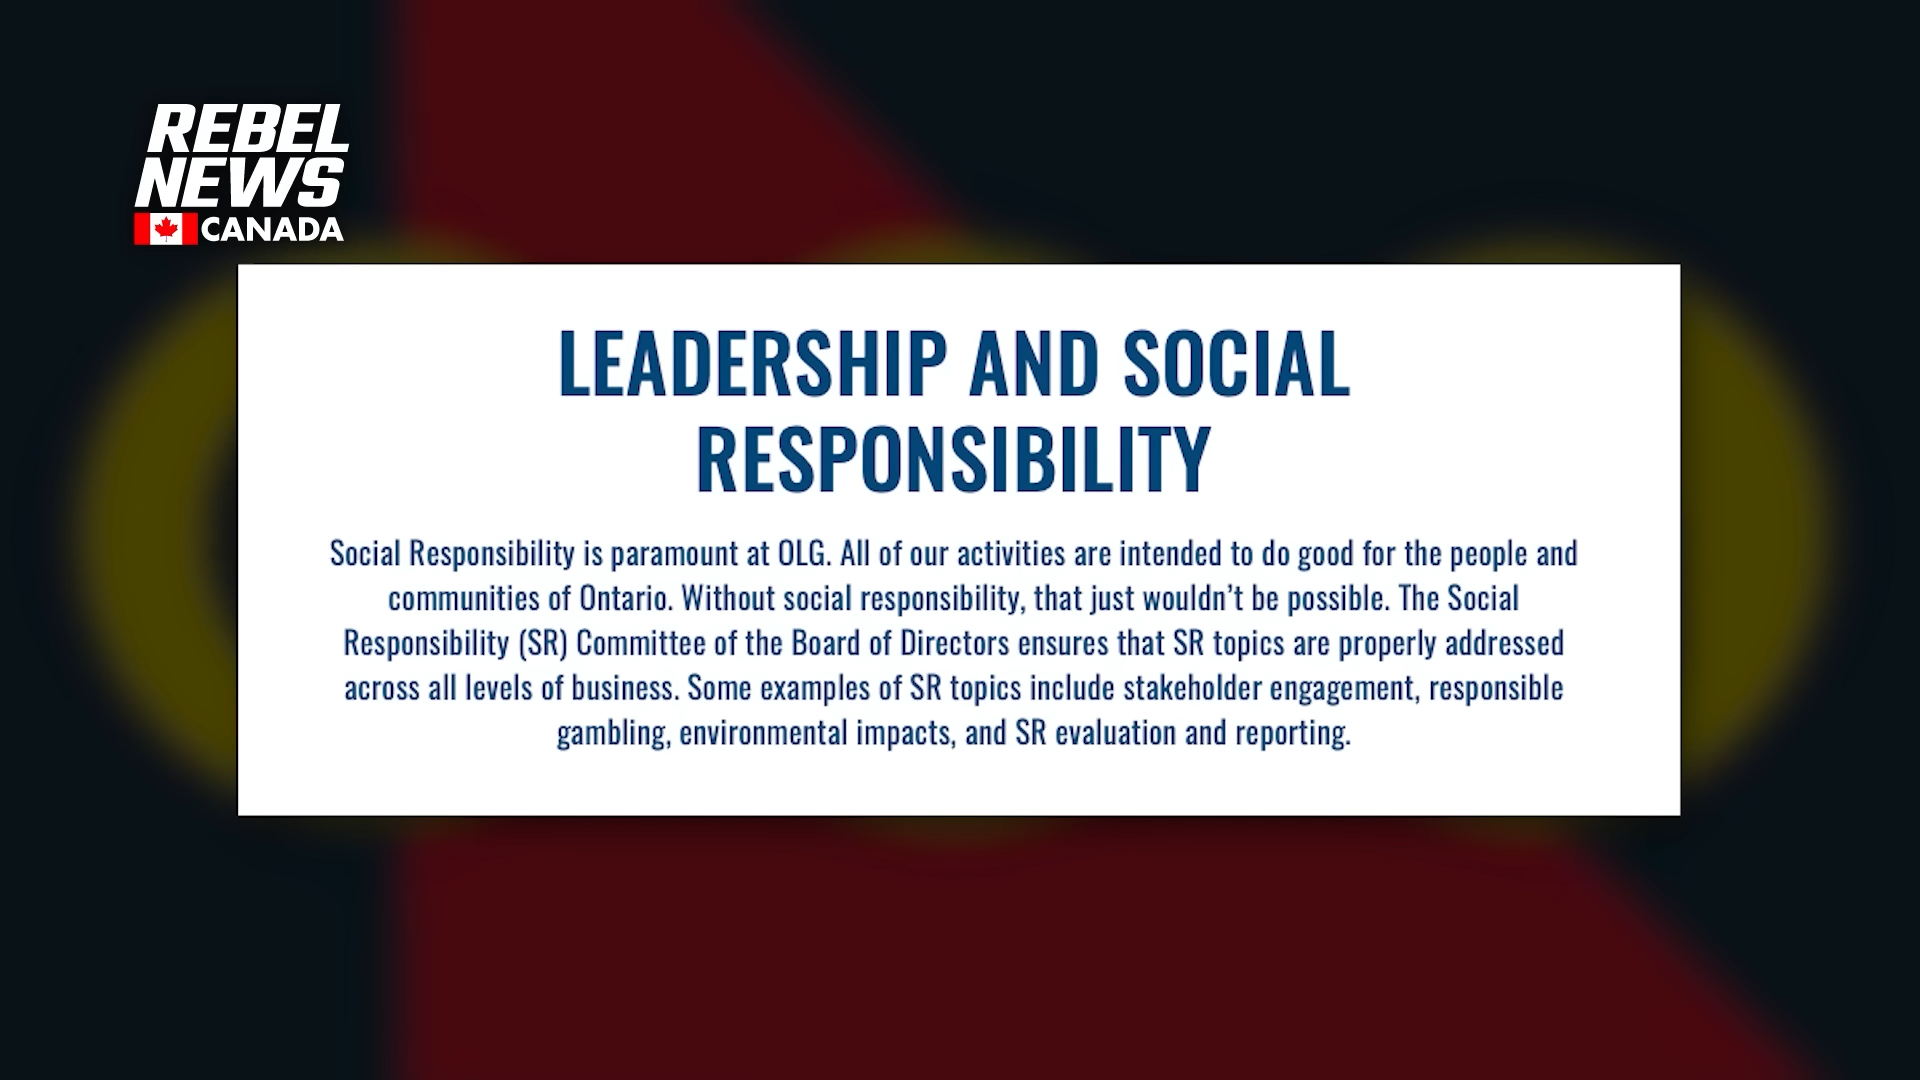 REBEL
NEWS
CANADA
LEADERSHIP AND SOCIAL
RESPONSIBILITY
Social Responsibility is paramount at OLG. All of our activities are intended to do good for the people and
communities of Ontario. Without social responsibility, that just wouldn’t be possible. The Social
Responsibility (SR) Committee of the Board of Directors ensures that SR topics are properly addressed
across all levels of business. Some examples of SR topics include stakeholder engagement, responsible
gambling, environmental impacts, and SR evaluation and reporting.